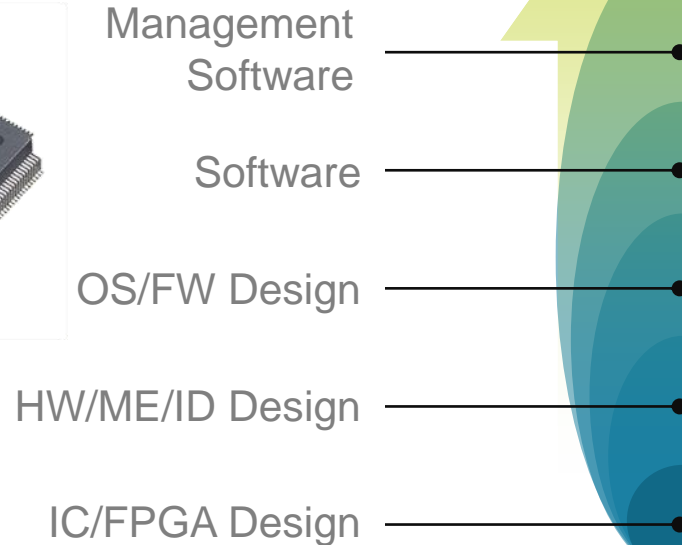 Management
Software
Software
OS/FW Design
HW/ME/ID Design
IC/FPGA Design